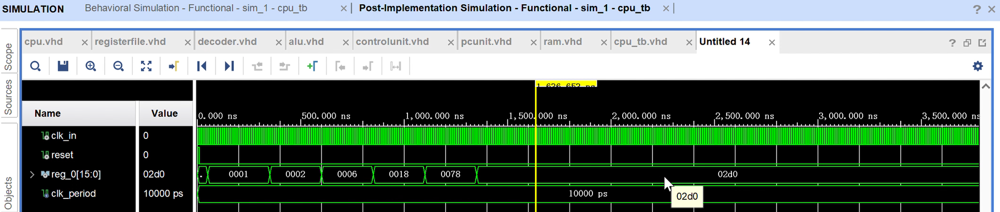 SIMULATION Behavioral Simulation - Functional - sim_1 - cpu_tb Post-Implementation Simulation - Functional - sim_1 - cpu_tb ?
Scope
Sources
Objects
cpu.vhd registerfile.vhd decoder.vhd alu.vhd controlunit.vhd pcunit.vhd ram.vhd cpu_tb.vhd Untitled 14 ?
1,636.653 ns
Name Value
0.000 ns 500.000 ns 1,000.000 ns 1,500.000 ns 2,000.000 ns 2,500.000 ns 3,000.000 ns 3,500.000 ns
clk_in 0
reset 0
reg_0[15:0] 02d0 . 0001 0002 0006 0018 0078 02d0
clk_period 10000 ps 10000 ps
02d0